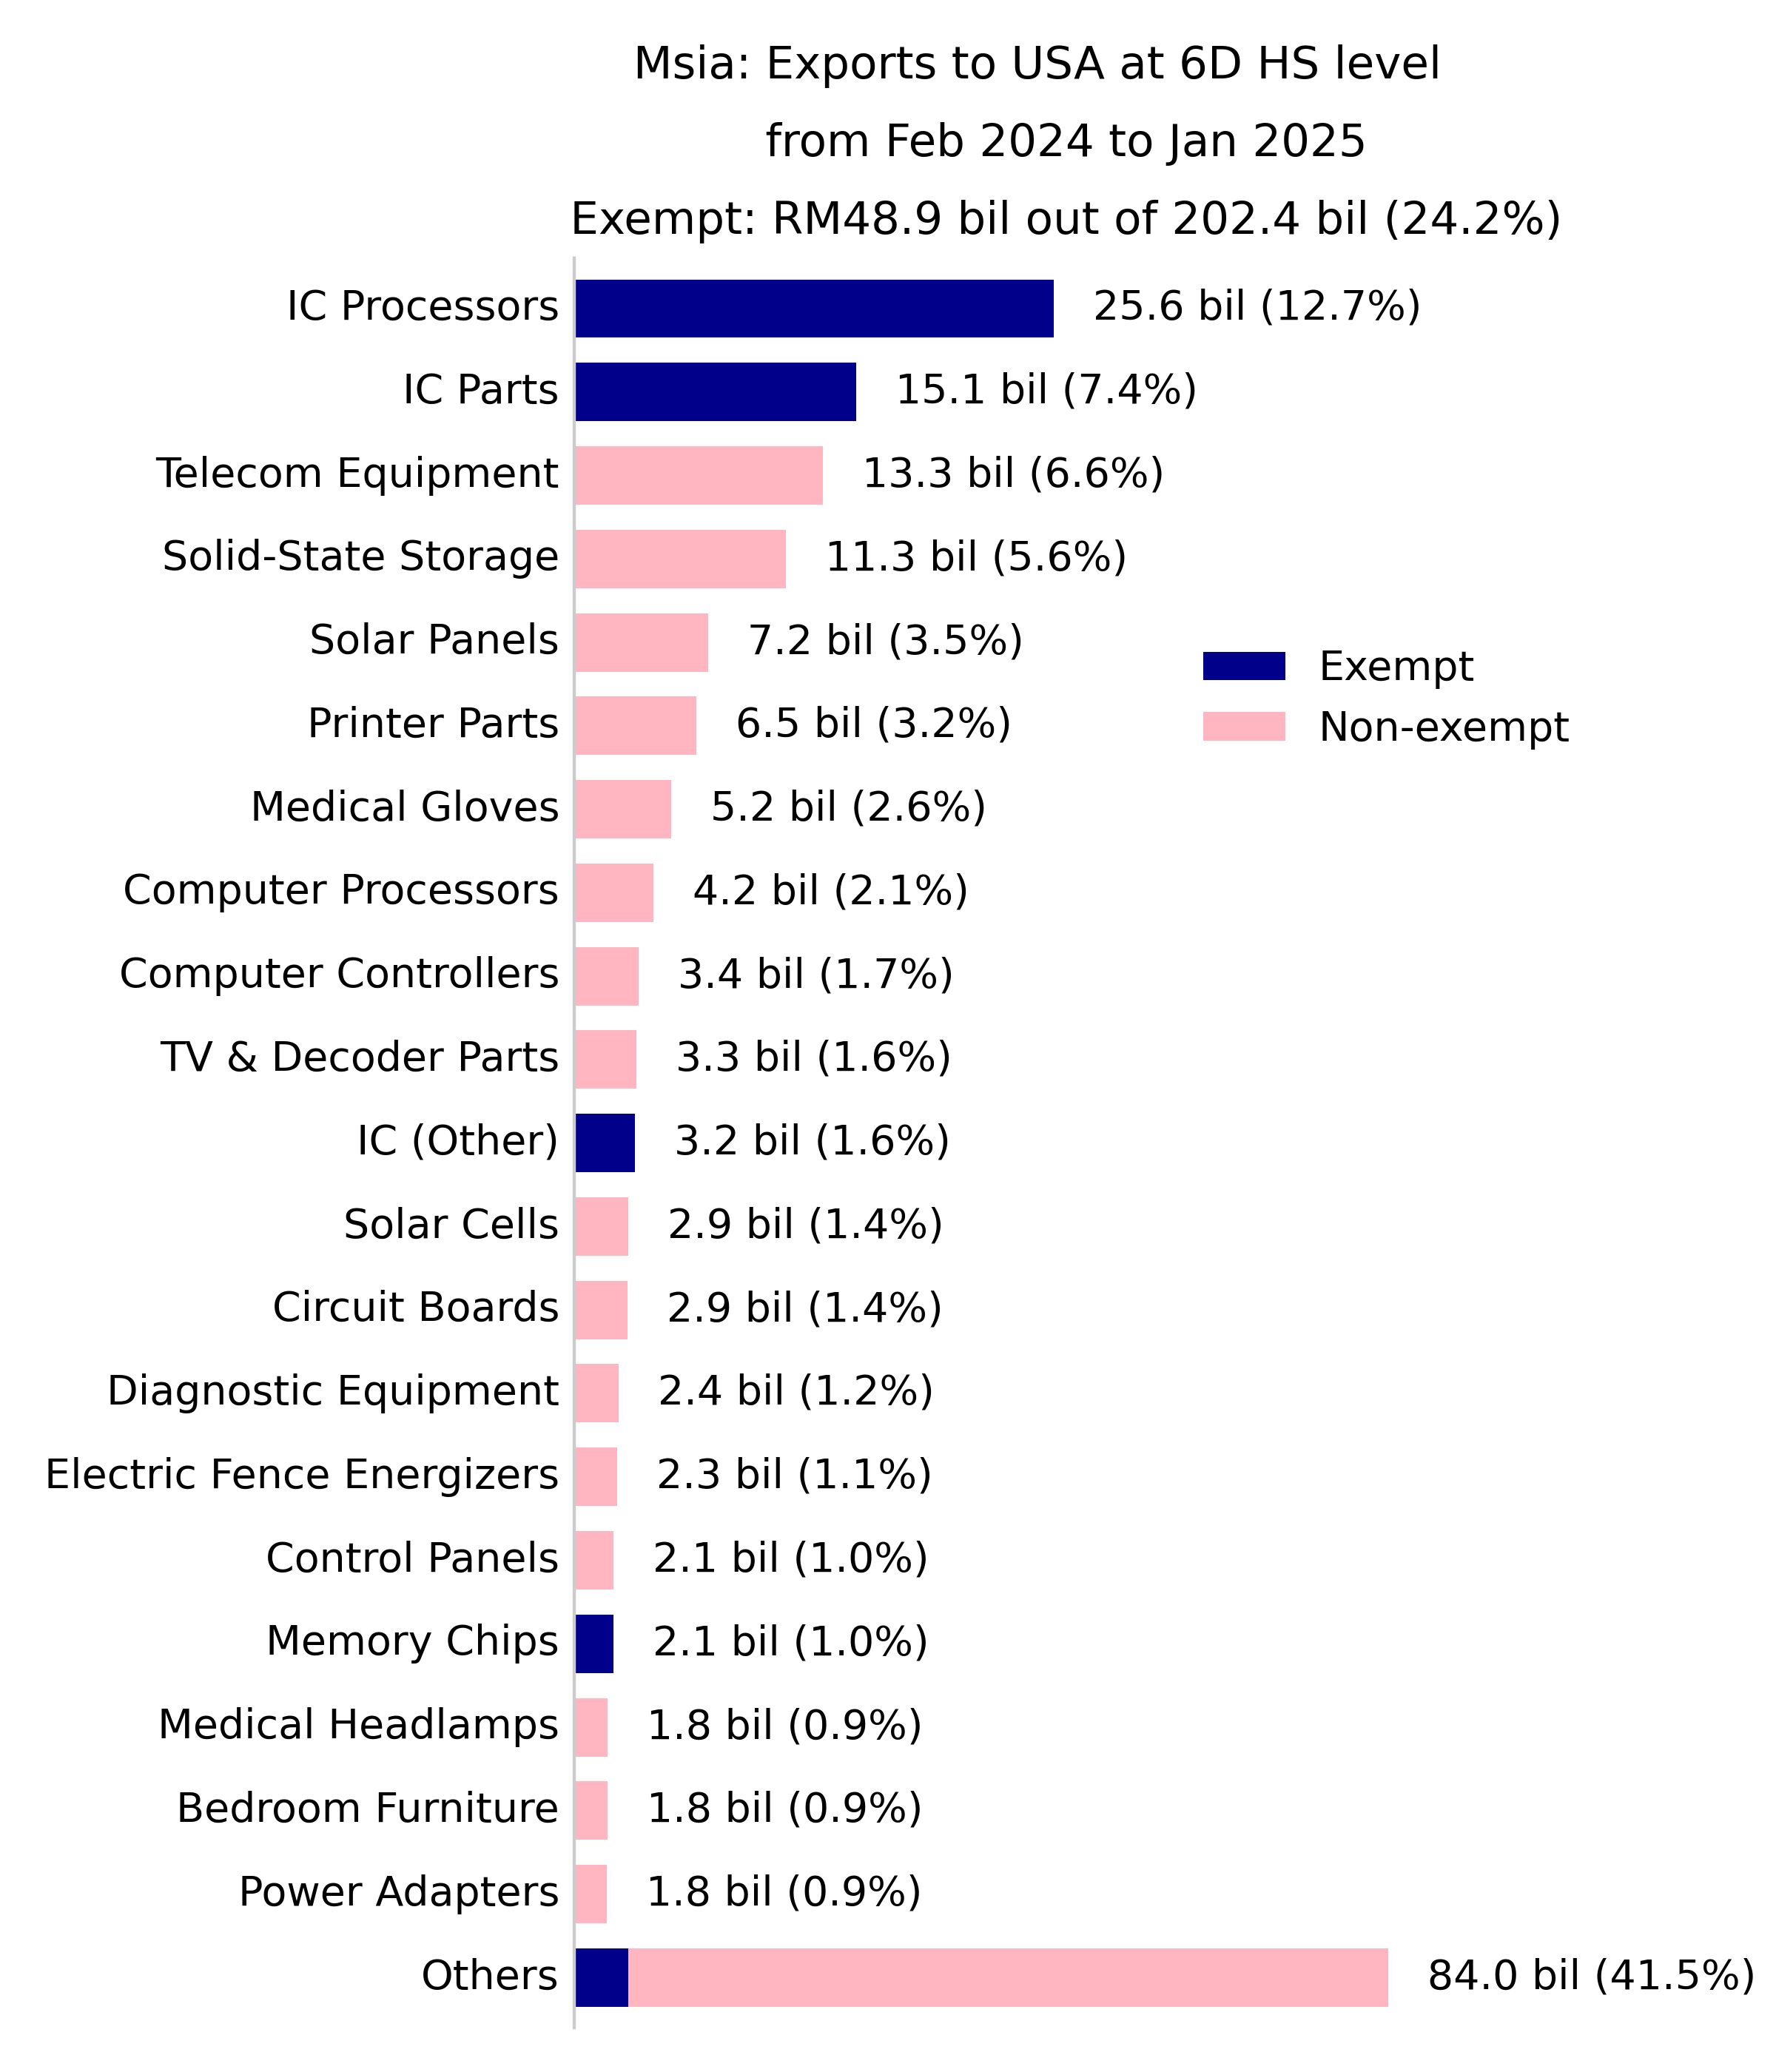 Msia: Exports to USA at 6D HS level
from Feb 2024 to Jan 2025
Exempt: RM48.9 bil out of 202.4 bil (24.2%)
IC Processors 25.6 bil (12.7%)
IC Parts 15.1 bil (7.4%)
Telecom Equipment 13.3 bil (6.6%)
Solid-State Storage 11.3 bil (5.6%)
Solar Panels 7.2 bil (3.5%)
Exempt
Printer Parts 6.5 bil (3.2%)
Non-exempt
Medical Gloves 5.2 bil (2.6%)
Computer Processors 4.2 bil (2.1%)
Computer Controllers 3.4 bil (1.7%)
TV & Decoder Parts 3.3 bil (1.6%)
IC (Other) 3.2 bil (1.6%)
Solar Cells 2.9 bil (1.4%)
Circuit Boards 2.9 bil (1.4%)
Diagnostic Equipment 2.4 bil (1.2%)
Electric Fence Energizers 2.3 bil (1.1%)
Control Panels 2.1 bil (1.0%)
Memory Chips 2.1 bil (1.0%)
Medical Headlamps 1.8 bil (0.9%)
Bedroom Furniture 1.8 bil (0.9%)
Power Adapters 1.8 bil (0.9%)
Others 84.0 bil (41.5%)